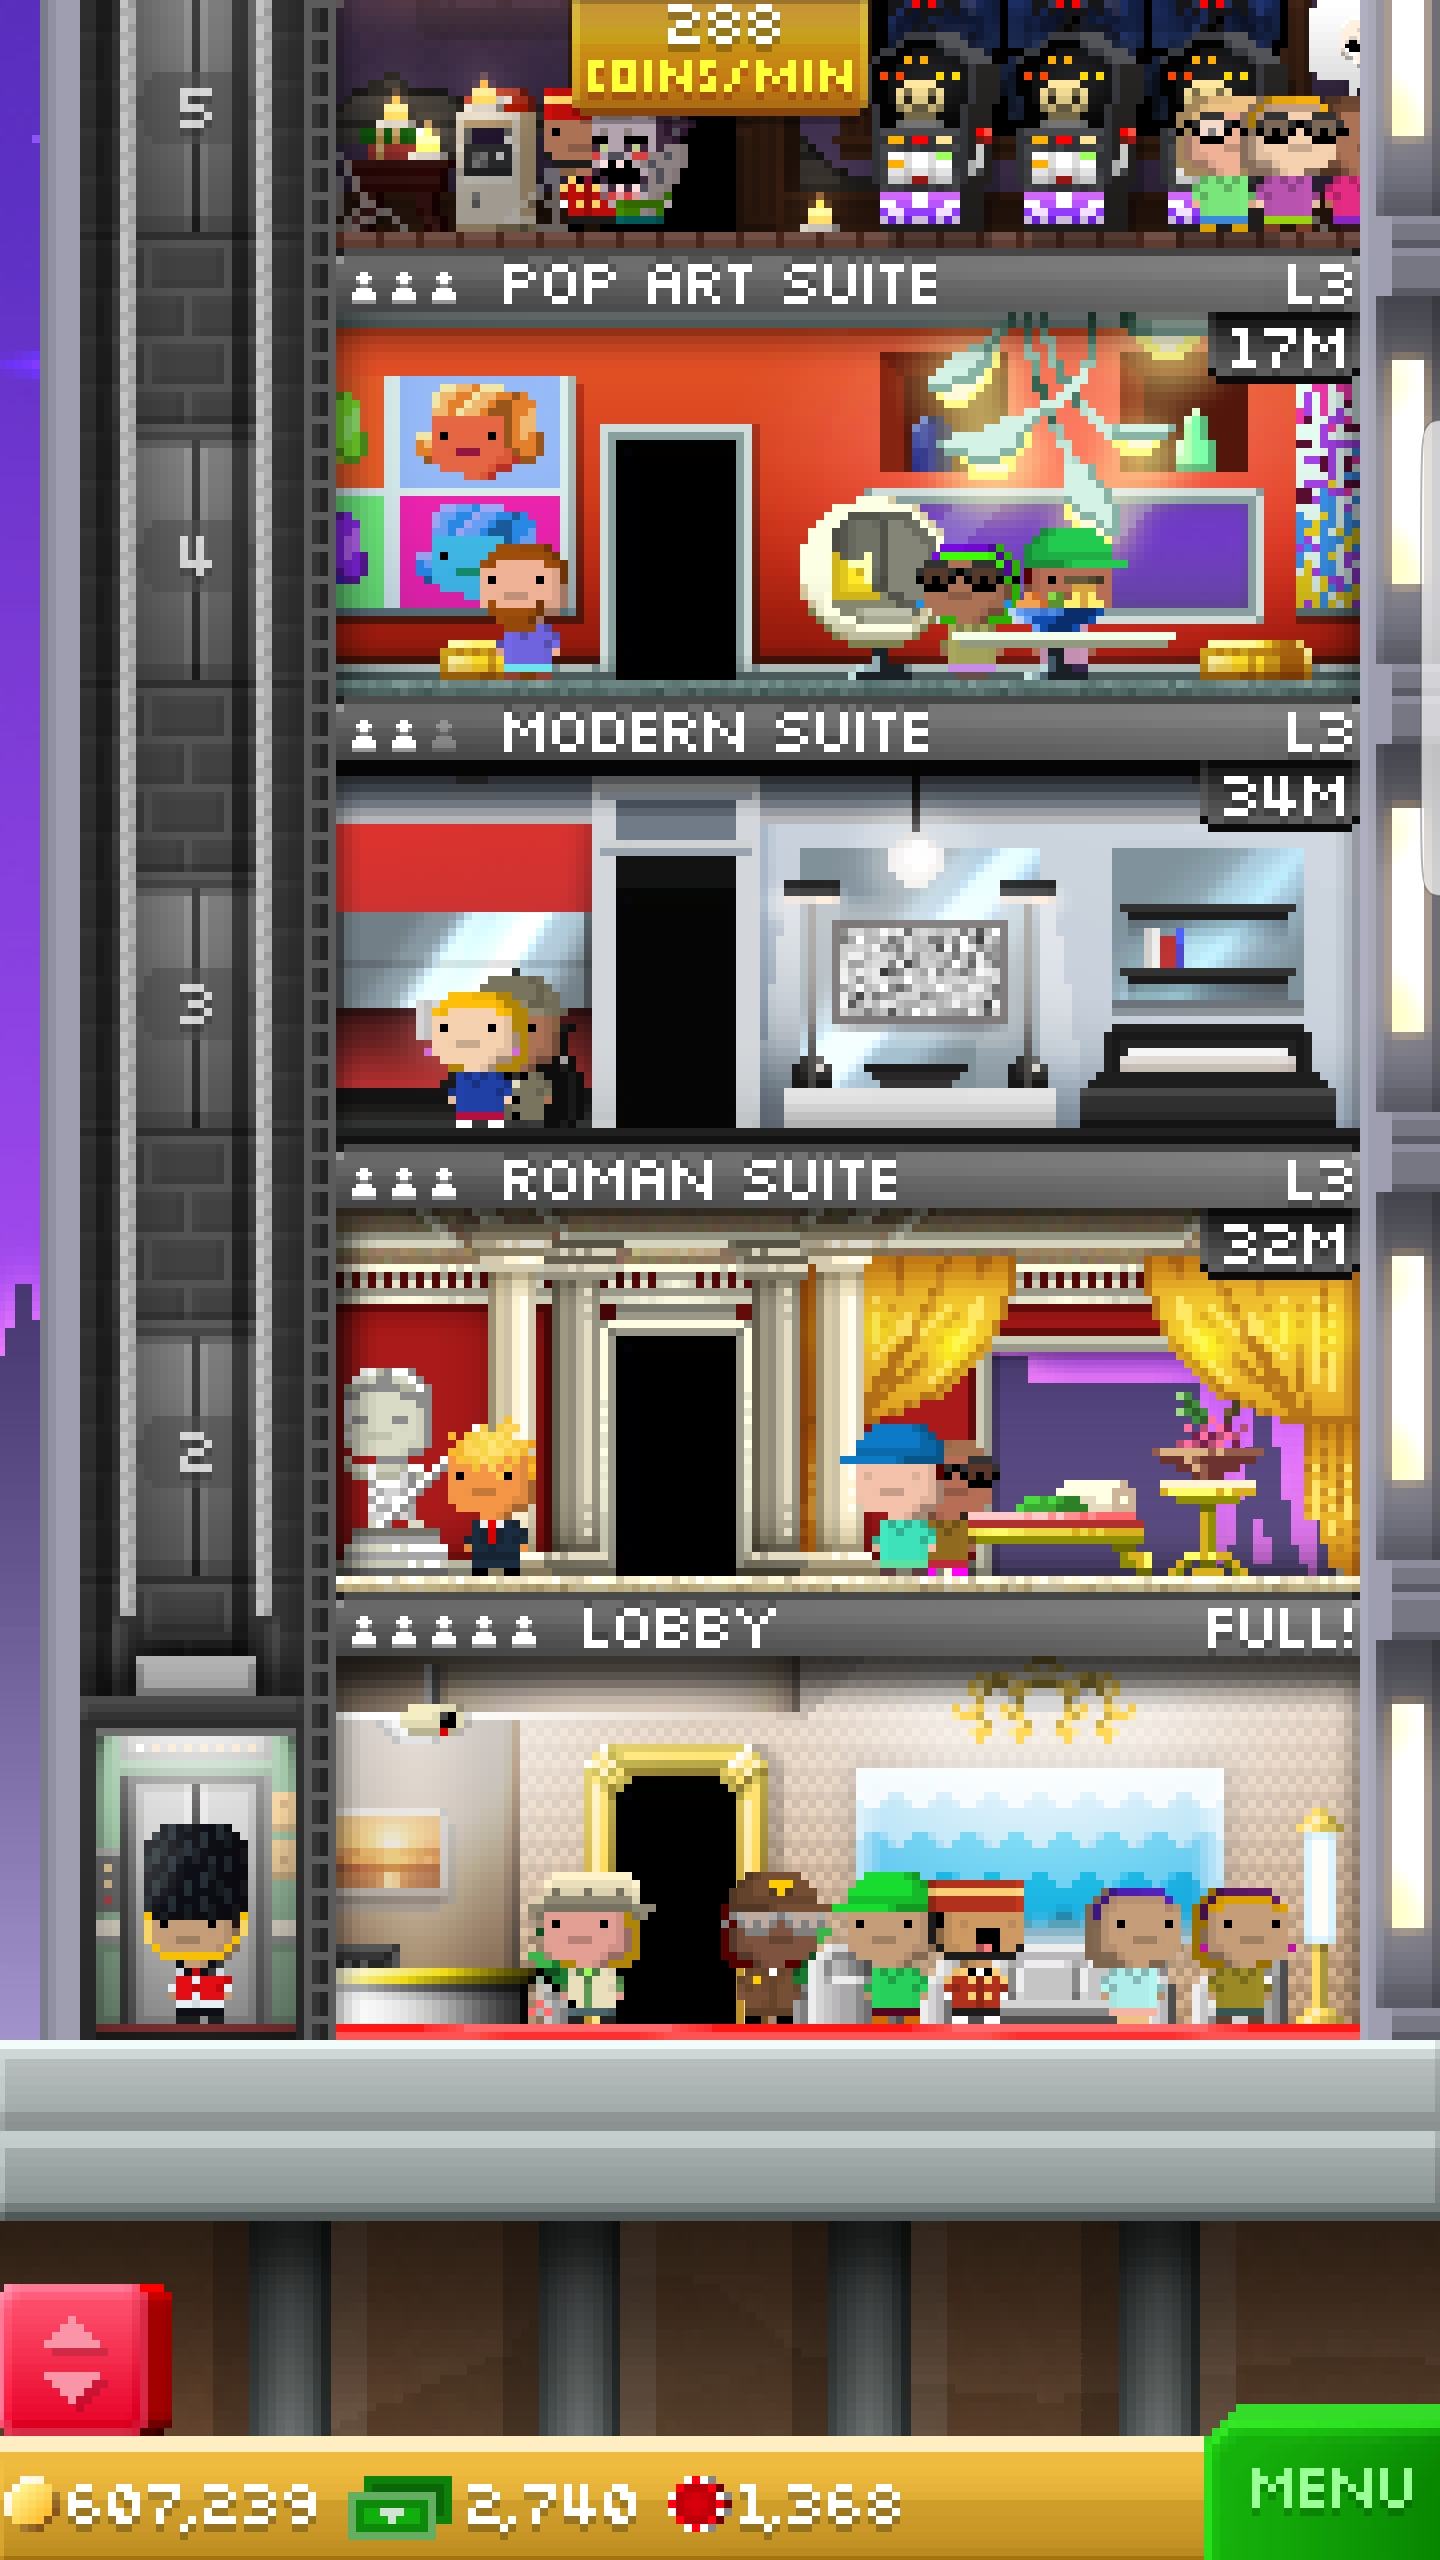 288
COINS/MIN
5
POP ART SUITE L3
17M
4
MODERN SUITE L3
34M
3
ROMAN SUITE L3
32M
2
LOBBY FULL!
607,239 2,740 1,368
MENU